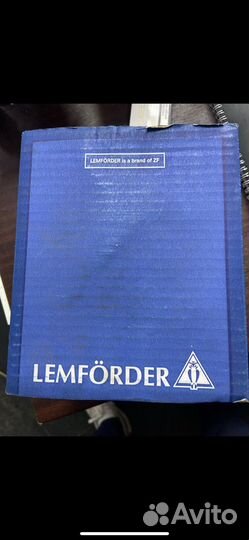 LEMFÖRDER is a brand of ZF
LEMFÖRDER
Avito